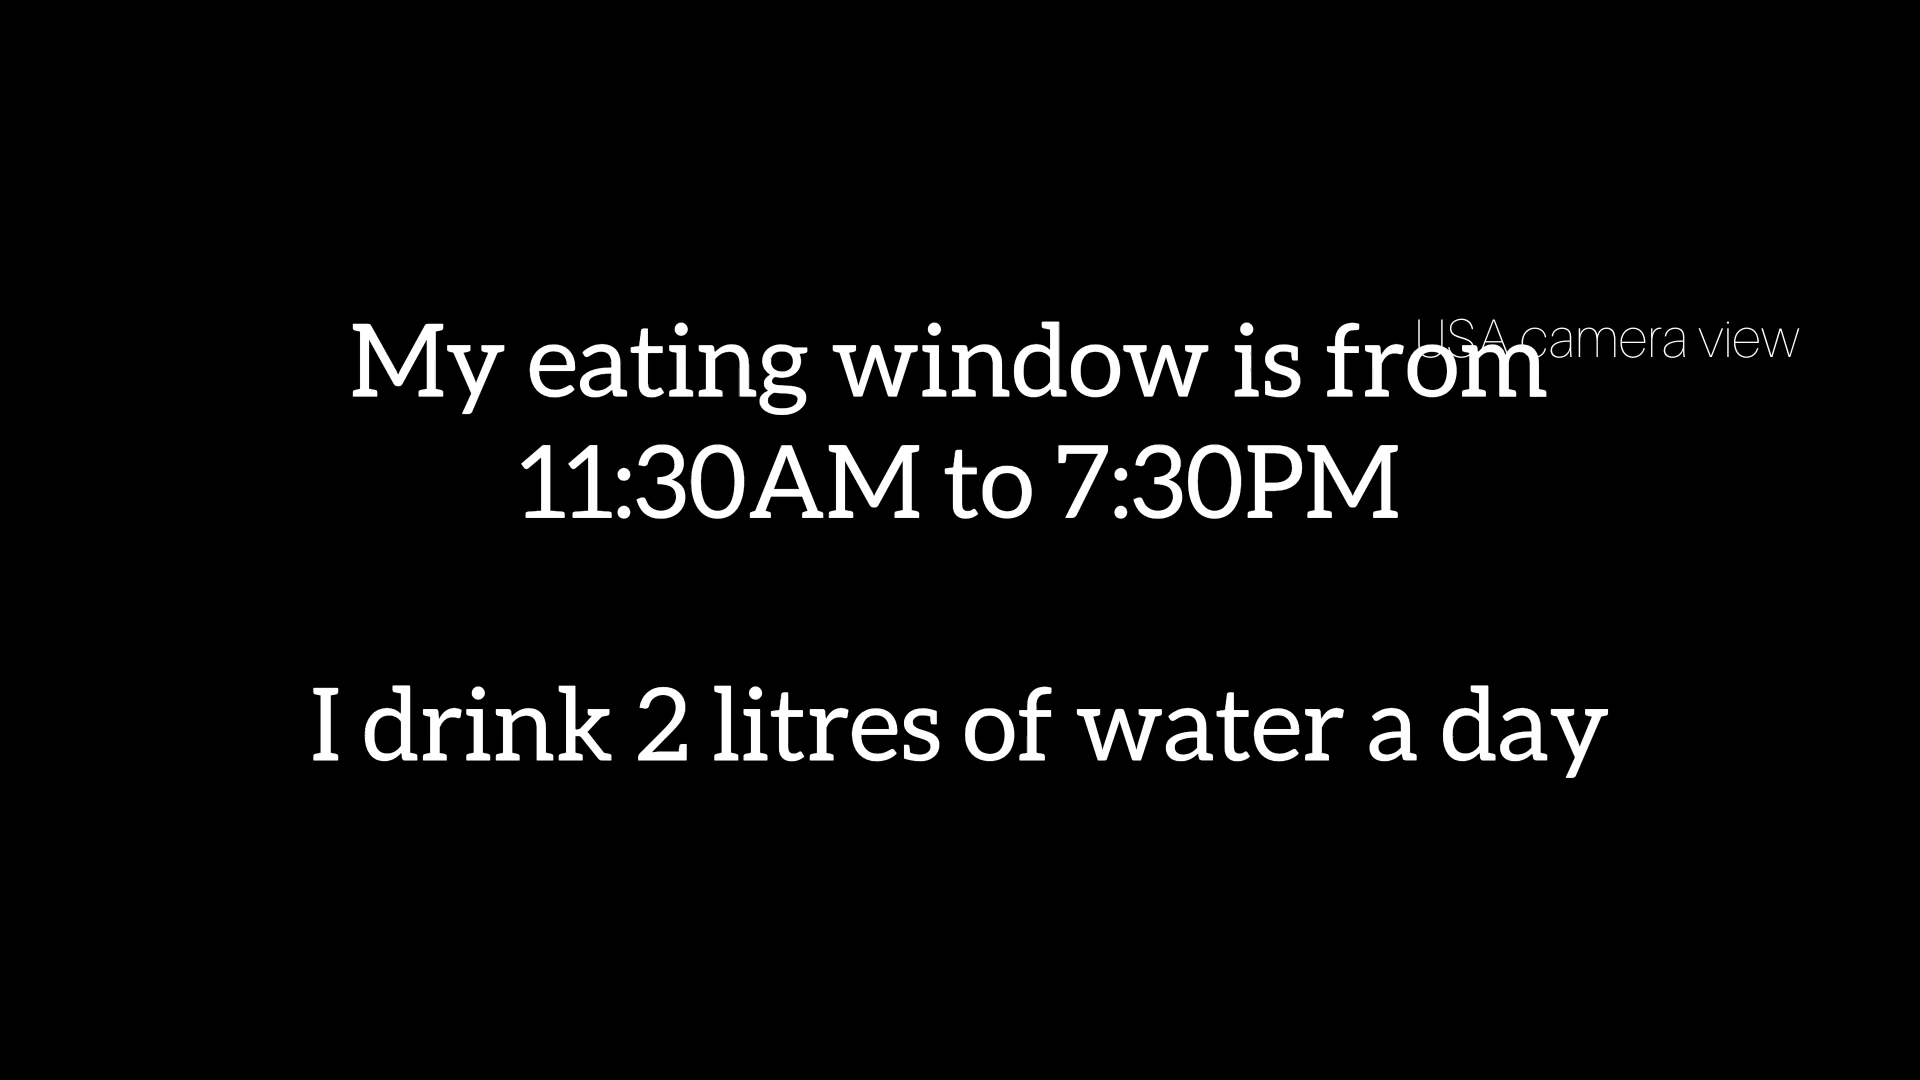 My eating window is from
USA camera view
11:30AM to 7:30PM
I drink 2 litres of water a day